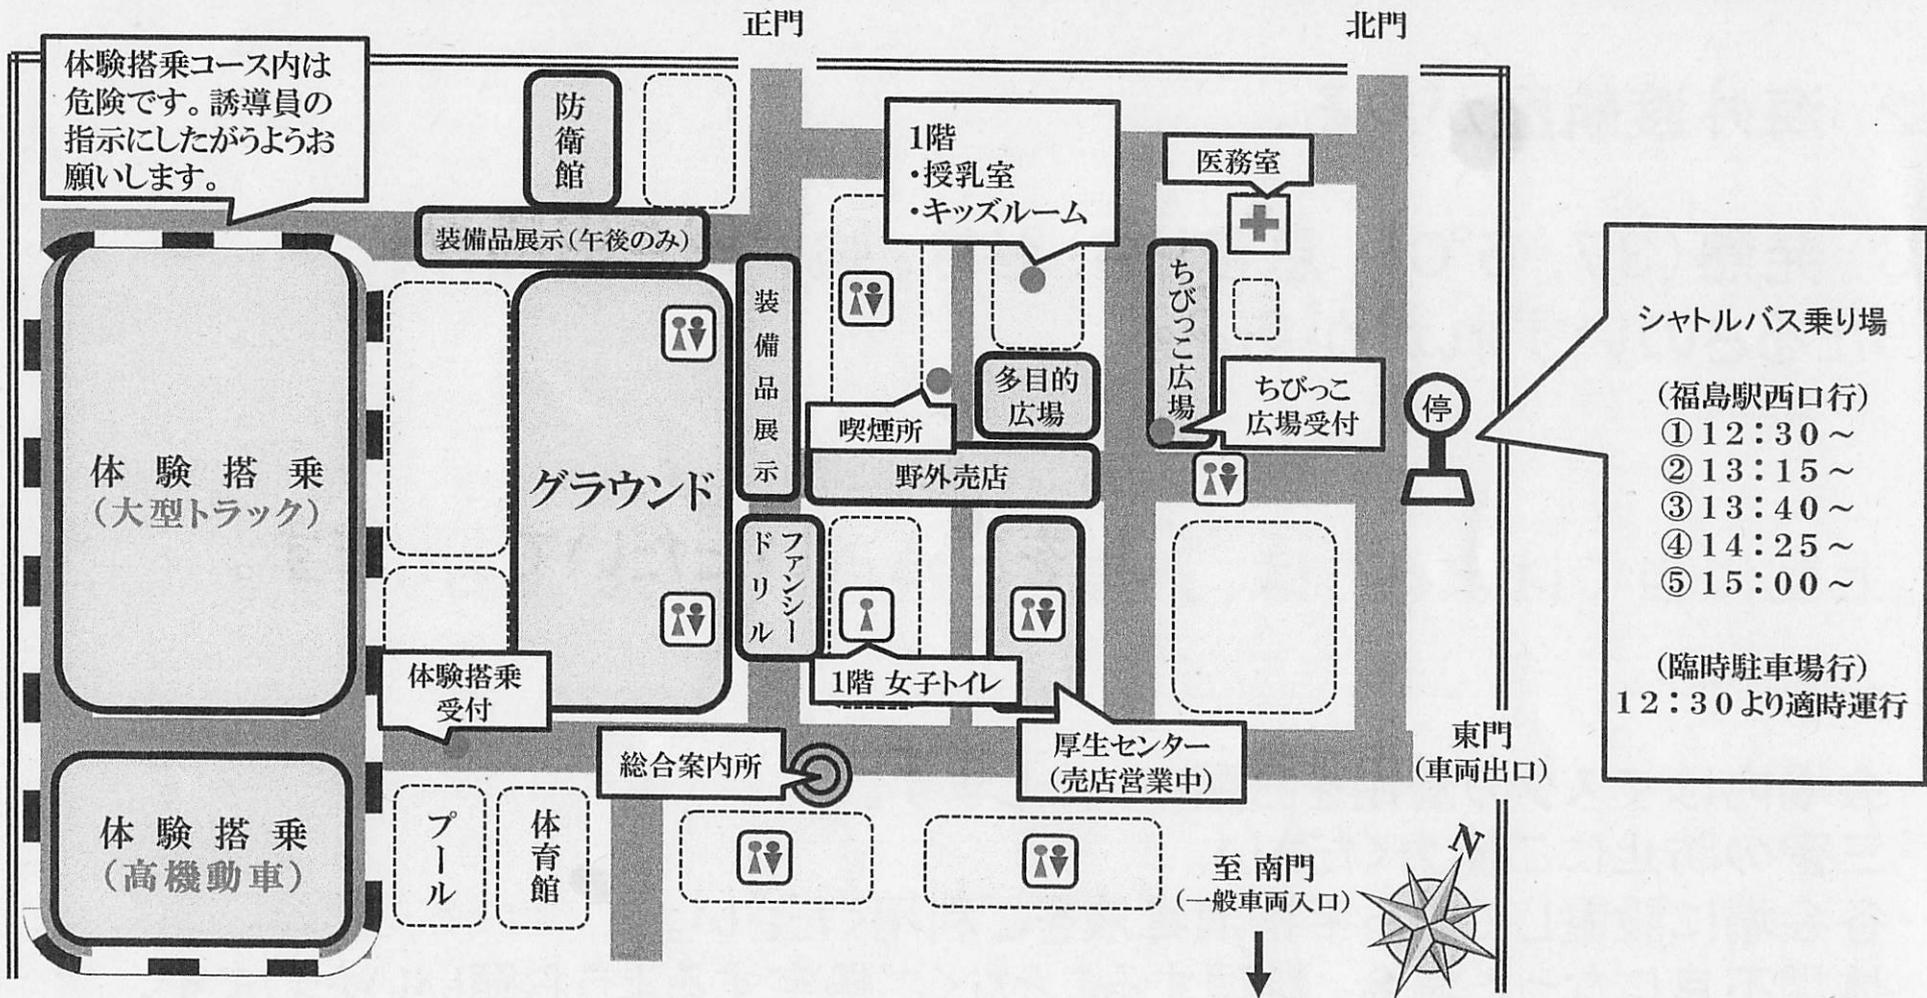 正門
北門
体験搭乗コース内は
危険です。誘導員の
指示にしたがうようお
願いします。
防衛館
1階
・授乳室
・キッズルーム
医務室
装備品展示(午後のみ)
装備品展示
ちびっこ広場
シャトルバス乗り場
(福島駅西口行)
①12:30～
②13:15～
③13:40～
④14:25～
⑤15:00～
(臨時駐車場行)
12:30より適時運行
停
多目的
広場
ちびっこ
広場受付
喫煙所
野外売店
体験搭乗
(大型トラック)
グラウンド
ファンシー
ドリル
1階 女子トイレ
体験搭乗
受付
総合案内所
厚生センター
(売店営業中)
東門
(車両出口)
体験搭乗
(高機動車)
プール
体育館
至 南門
(一般車両入口)
N